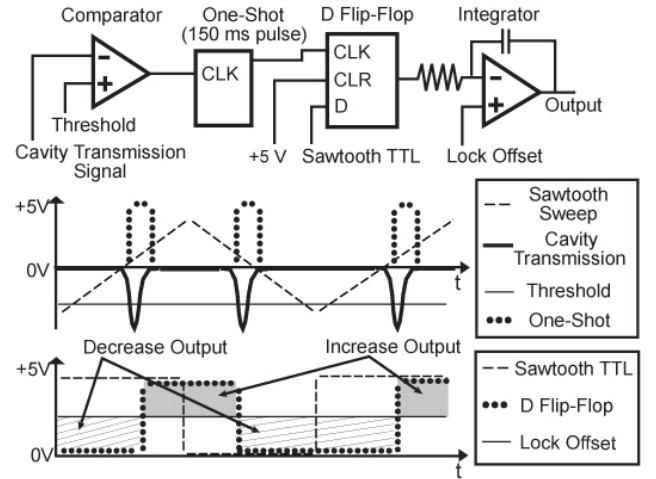 Comparator
One-Shot
(150 ms pulse)
D Flip-Flop
Integrator
−
+
CLK
CLK
CLR
D
−
+
Threshold
Cavity Transmission
Signal
+5 V
Sawtooth TTL
Lock Offset
Output
+5V
0V
t
Sawtooth
Sweep
Cavity
Transmission
Threshold
One-Shot
Decrease Output
Increase Output
+5V
0V
t
Sawtooth TTL
D Flip-Flop
Lock Offset